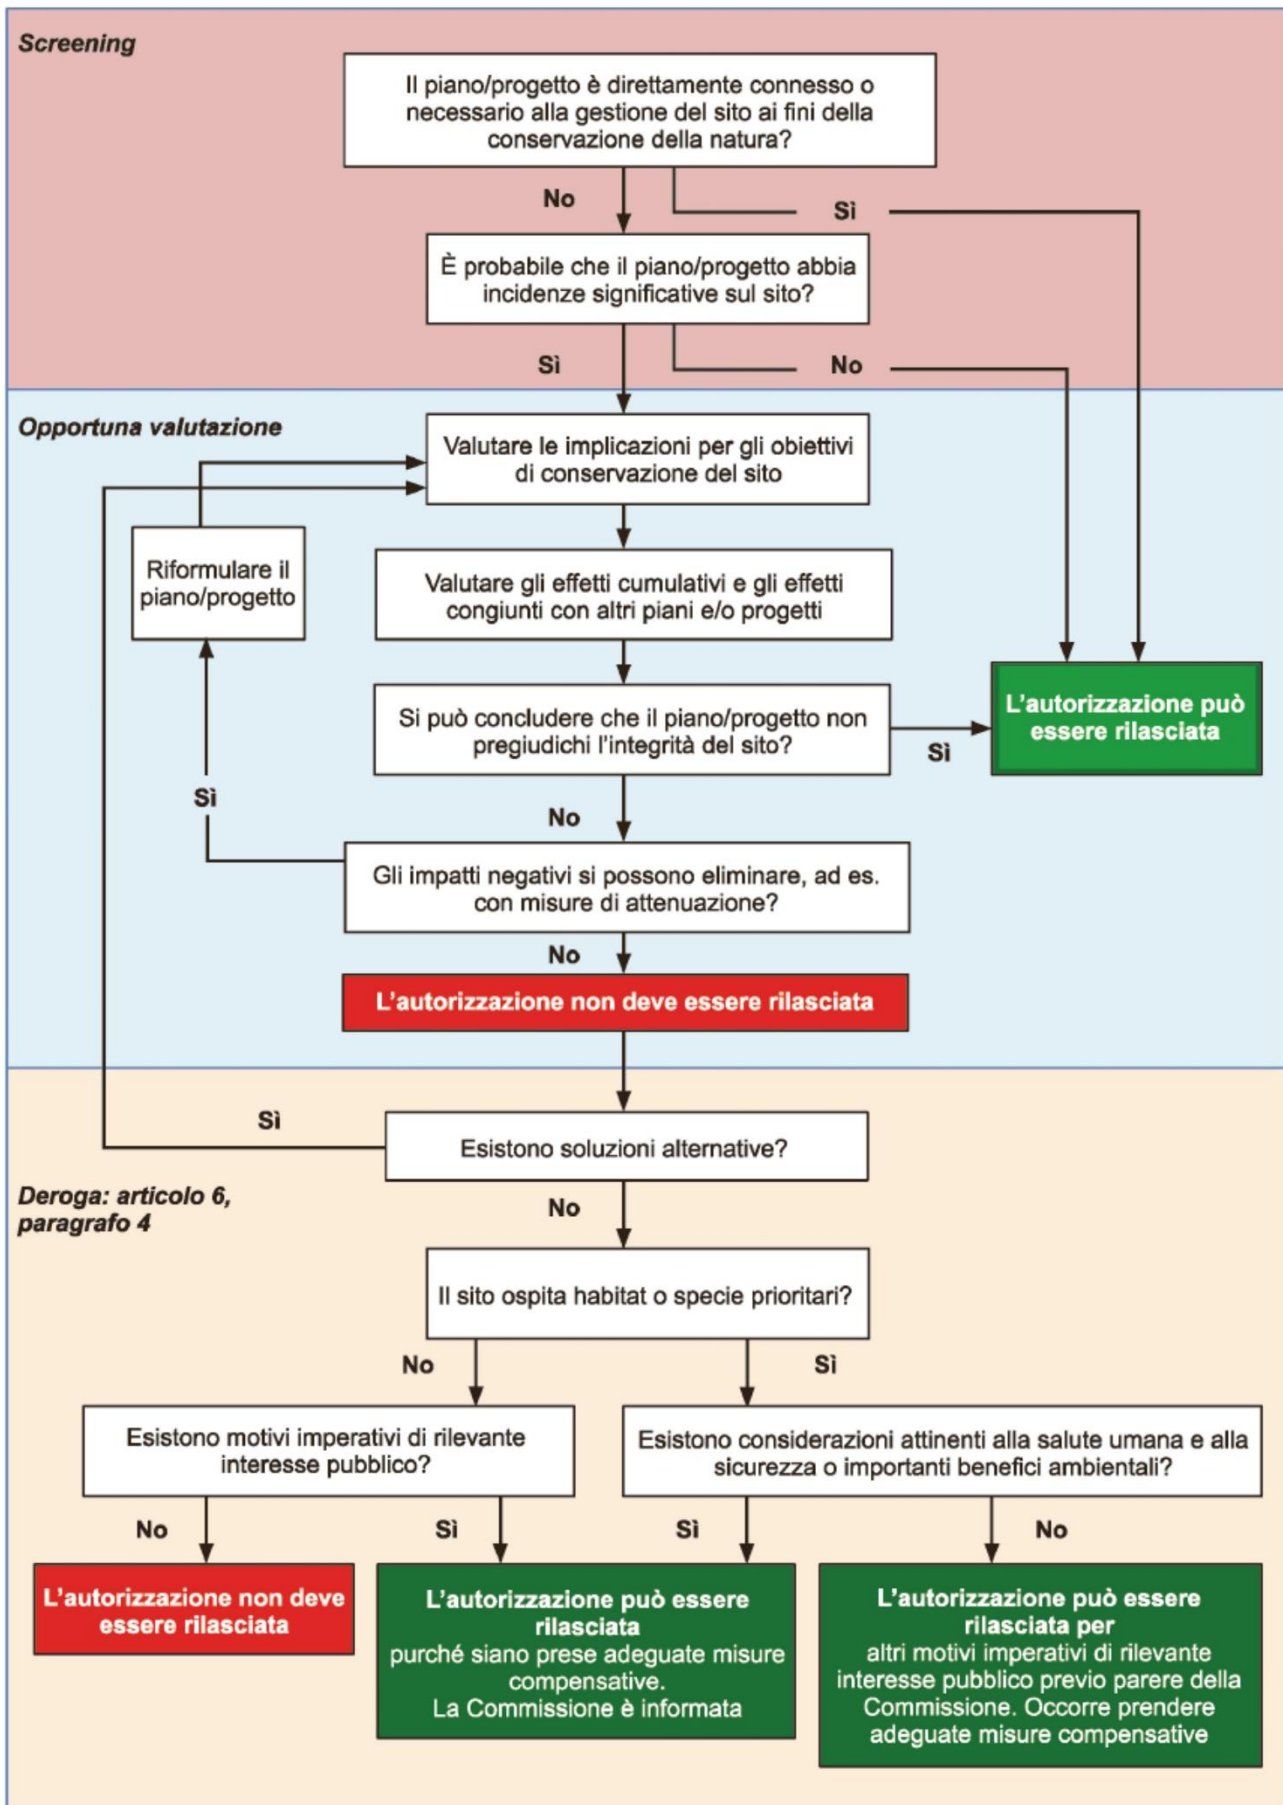 Screening
Il piano/progetto è direttamente connesso o
necessario alla gestione del sito ai fini della
conservazione della natura?
No
Sì
È probabile che il piano/progetto abbia
incidenze significative sul sito?
Sì
No
Opportuna valutazione
Valutare le implicazioni per gli obiettivi
di conservazione del sito
Riformulare il
piano/progetto
Valutare gli effetti cumulativi e gli effetti
congiunti con altri piani e/o progetti
Si può concludere che il piano/progetto non
pregiudichi l'integrità del sito?
Sì
L'autorizzazione può
essere rilasciata
Sì
No
Gli impatti negativi si possono eliminare, ad es.
con misure di attenuazione?
No
L'autorizzazione non deve essere rilasciata
Sì
Esistono soluzioni alternative?
Deroga: articolo 6,
paragrafo 4
No
Il sito ospita habitat o specie prioritari?
No
Sì
Esistono motivi imperativi di rilevante
interesse pubblico?
Esistono considerazioni attinenti alla salute umana e alla
sicurezza o importanti benefici ambientali?
No
Sì
Sì
No
L'autorizzazione non deve
essere rilasciata
L'autorizzazione può essere
rilasciata
purché siano prese adeguate misure
compensative.
La Commissione è informata
L'autorizzazione può essere
rilasciata per
altri motivi imperativi di rilevante
interesse pubblico previo parere della
Commissione. Occorre prendere
adeguate misure compensative